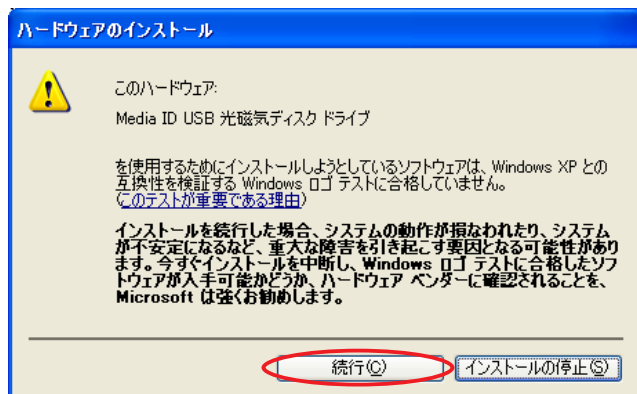 ハードウェアのインストール
このハードウェア:
Media ID USB 光磁気ディスク ドライブ
を使用するためにインストールしようとしているソフトウェアは、Windows XP との
互換性を検証する Windows ロゴ テストに合格していません。
(このテストが重要である理由)
インストールを続行した場合、システムの動作が損なわれたり、システム
が不安定になるなど、重大な障害を引き起こす要因となる可能性があり
ます。今すぐインストールを中断し、Windows ロゴ テストに合格したソフ
トウェアが入手可能かどうか、ハードウェア ベンダーに確認されることを、
Microsoft は強くお勧めします。
続行(C)
インストールの停止(S)